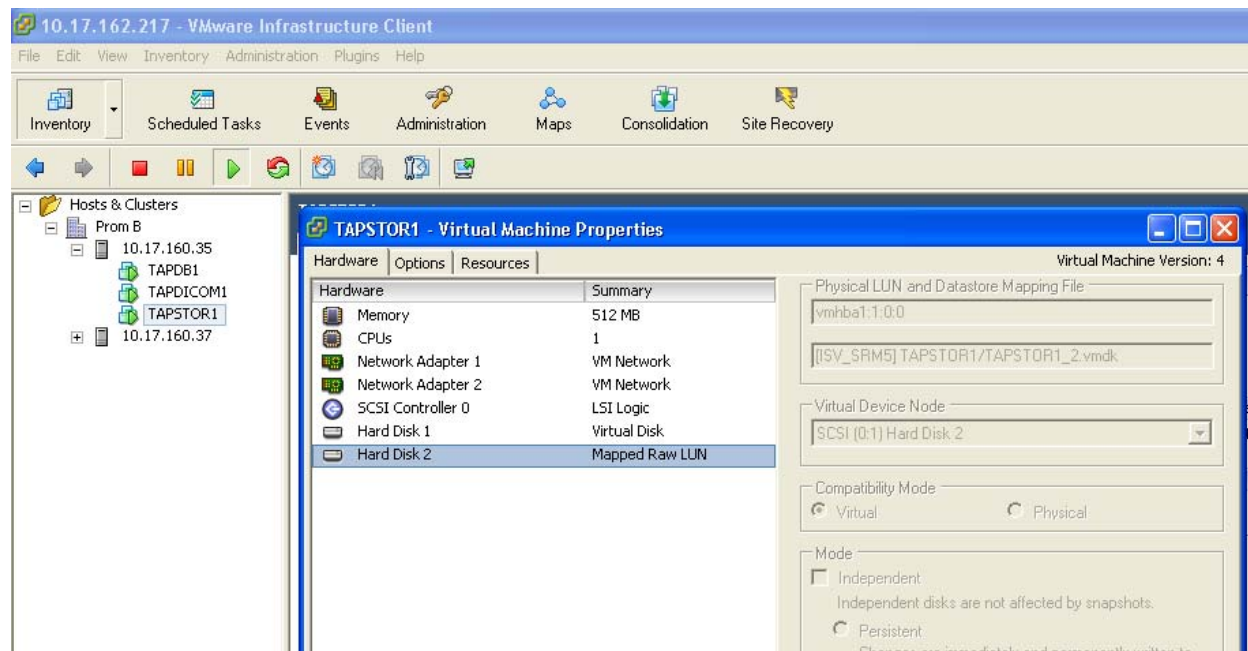 10.17.162.217 - VMware Infrastructure Client
File Edit View Inventory Administration Plugins Help
Inventory Scheduled Tasks Events Administration Maps Consolidation Site Recovery
Hosts & Clusters
Prom B
10.17.160.35
TAPDB1
TAPDICOM1
TAPSTOR1
10.17.160.37
TAPSTOR1 - Virtual Machine Properties
Hardware Options Resources
Virtual Machine Version: 4
Hardware Summary
Memory 512 MB
CPUs 1
Network Adapter 1 VM Network
Network Adapter 2 VM Network
SCSI Controller 0 LSI Logic
Hard Disk 1 Virtual Disk
Hard Disk 2 Mapped Raw LUN
Physical LUN and Datastore Mapping File
vmhba1:1:0:0
[ISV_SRM5] TAPSTOR1/TAPSTOR1_2.vmdk
Virtual Device Node
SCSI (0:1) Hard Disk 2
Compatibility Mode
Virtual Physical
Mode
Independent
Independent disks are not affected by snapshots.
Persistent